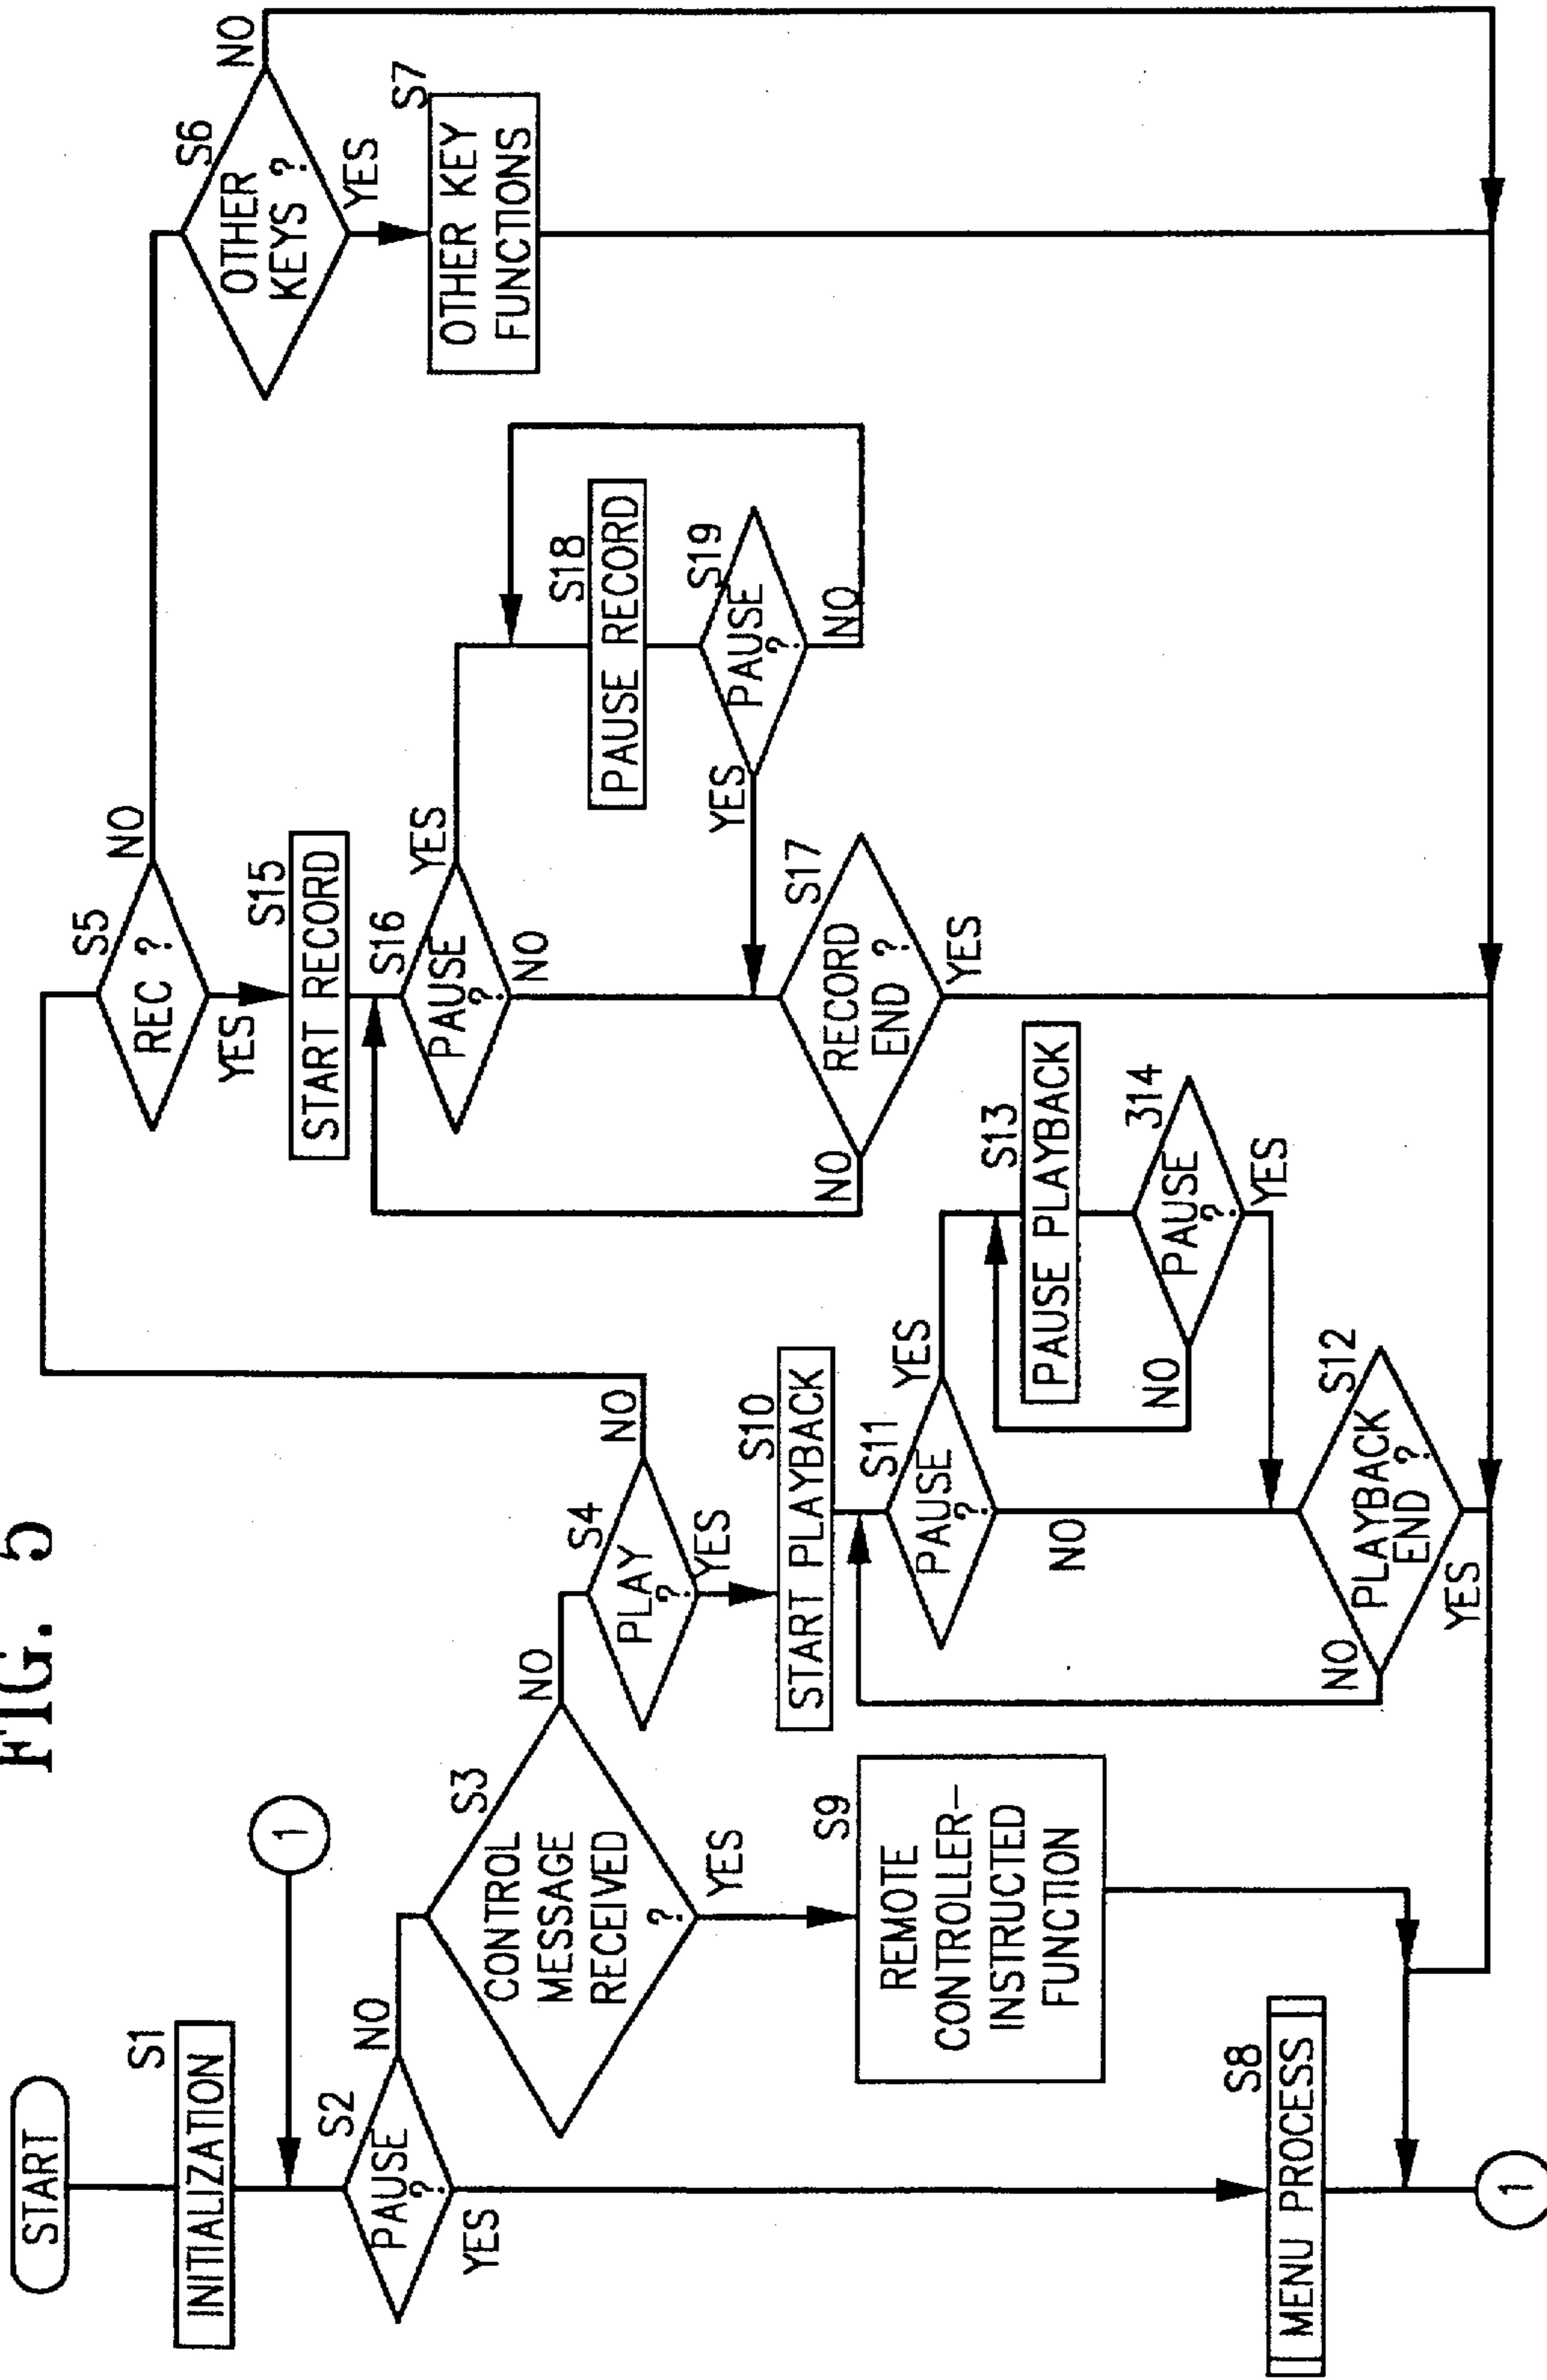 FIG. 5
START
S1
INITIALIZATION
1
S2
PAUSE
?
NO
YES
S3
CONTROL
MESSAGE
RECEIVED
?
NO
YES
S4
PLAY
?
NO
YES
S5
REC ?
NO
YES
S6
OTHER
KEYS ?
NO
YES
S7
OTHER KEY
FUNCTIONS
S8
MENU PROCESS
1
S9
REMOTE
CONTROLLER-
INSTRUCTED
FUNCTION
S10
START PLAYBACK
S11
PAUSE
?
YES
NO
S12
PLAYBACK
END ?
NO
YES
S13
PAUSE PLAYBACK
314
PAUSE
?
NO
YES
S15
START RECORD
S16
PAUSE
?
YES
NO
S17
RECORD
END ?
NO
YES
S18
PAUSE RECORD
S19
PAUSE
?
YES
NO